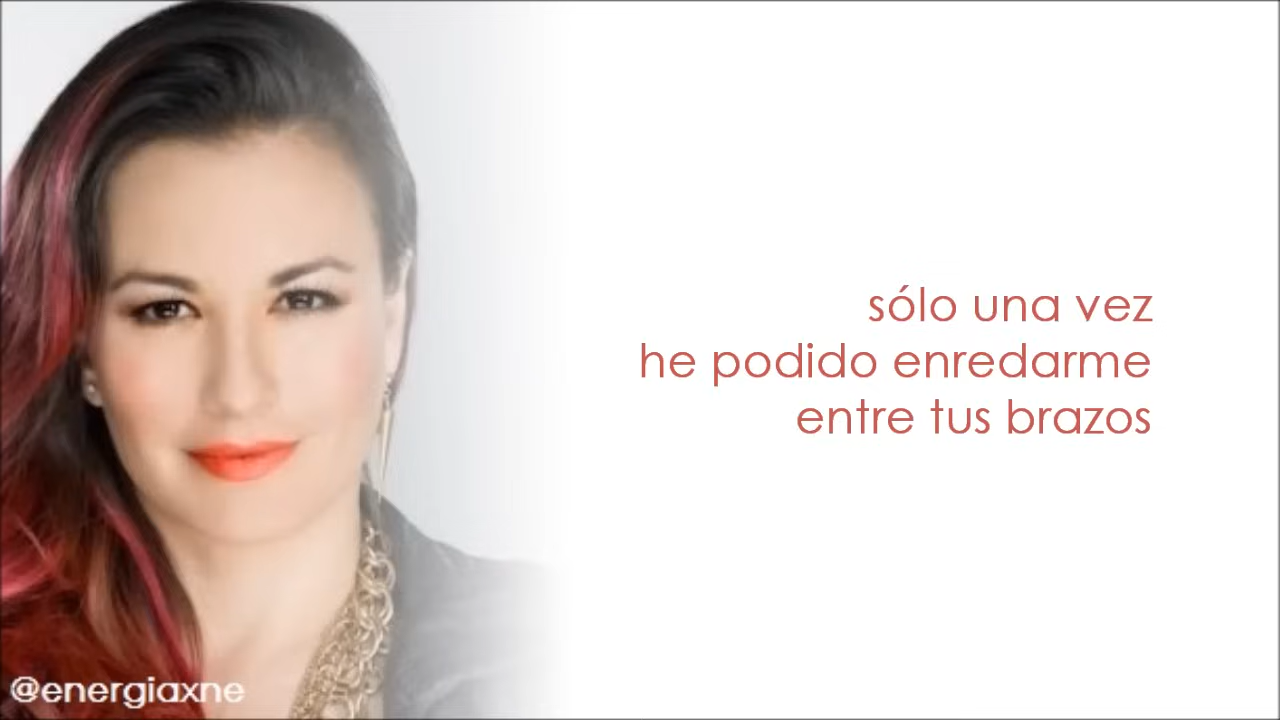 sólo una vez
he podido enredarme
entre tus brazos
@energiaxne